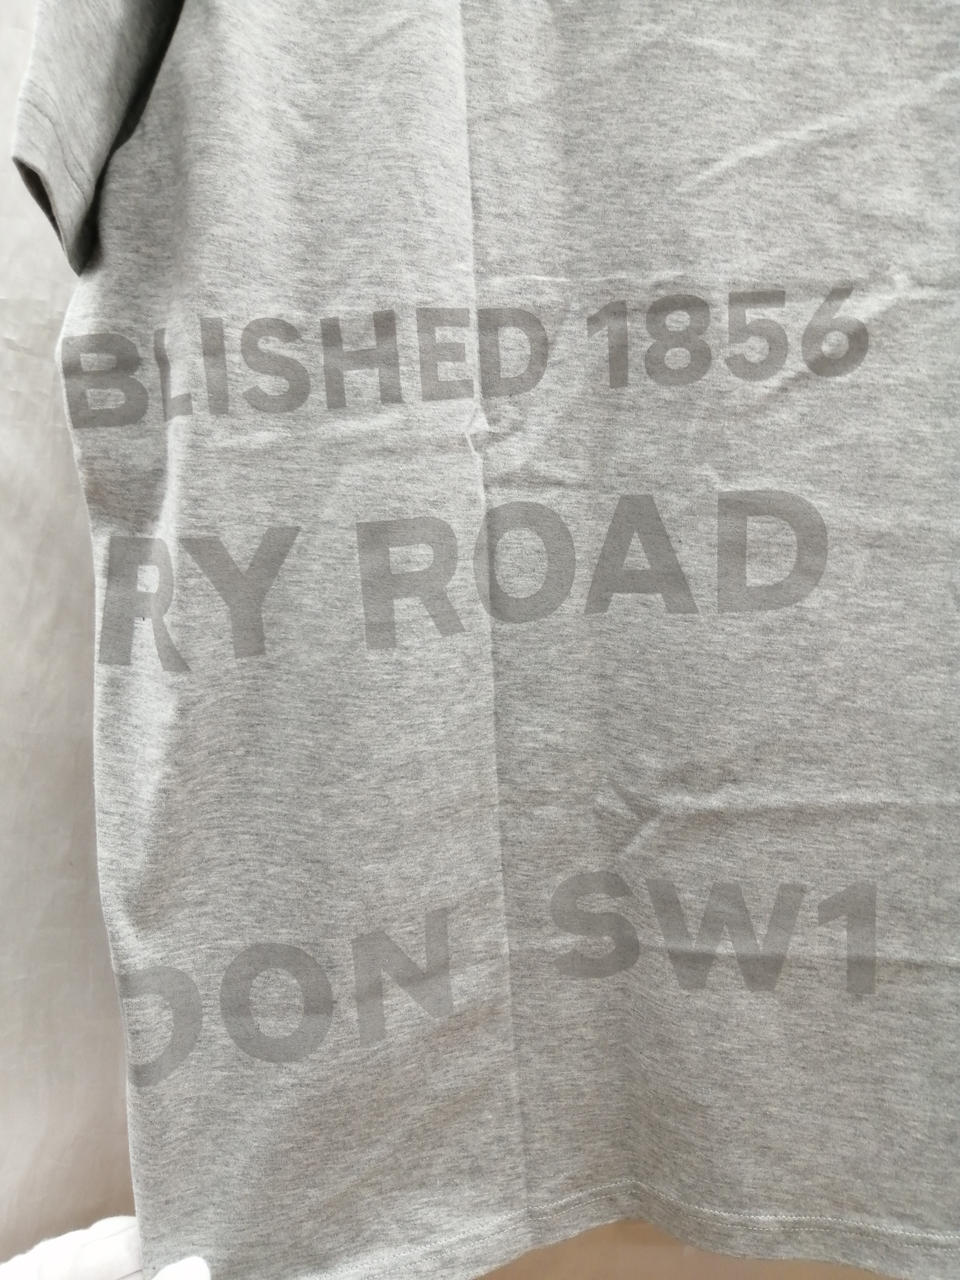 BLISHED 1856
RY ROAD
DON SW1